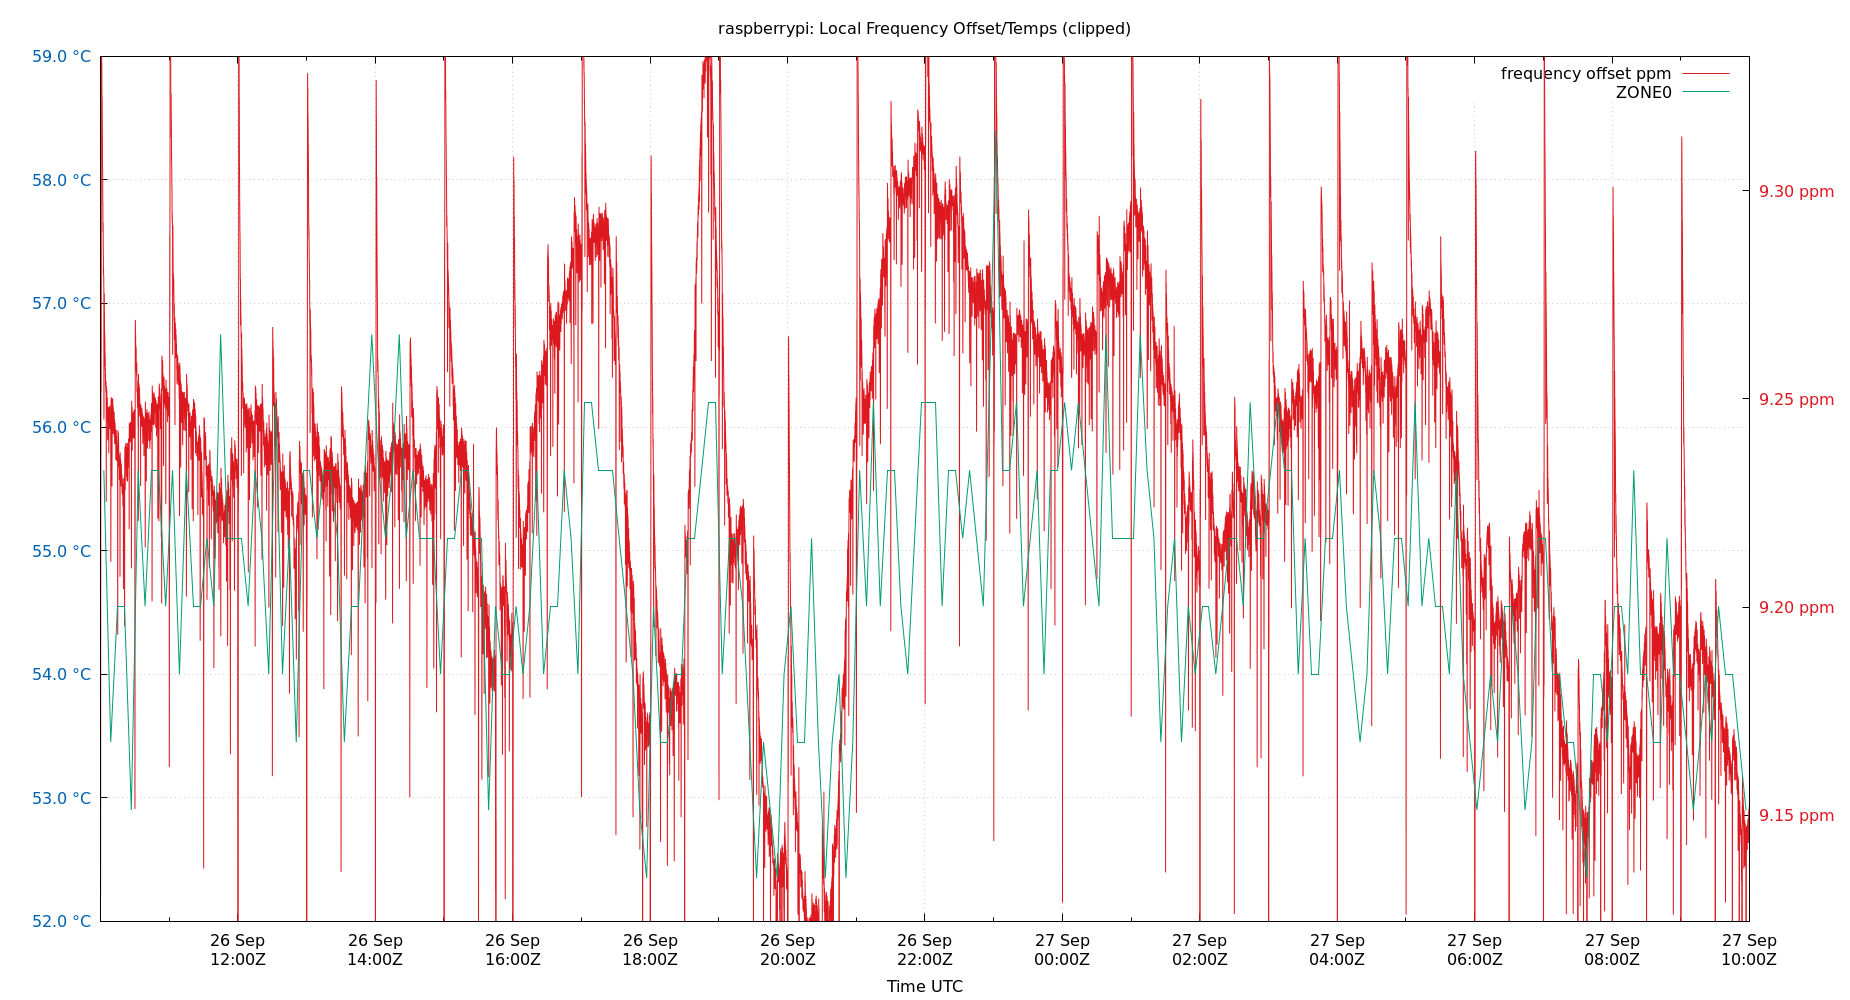 raspberrypi: Local Frequency Offset/Temps (clipped)
59.0 °C
58.0 °C
57.0 °C
56.0 °C
55.0 °C
54.0 °C
53.0 °C
52.0 °C
frequency offset ppm
ZONE0
9.30 ppm
9.25 ppm
9.20 ppm
9.15 ppm
26 Sep 26 Sep 26 Sep 26 Sep 26 Sep 26 Sep 27 Sep 27 Sep 27 Sep 27 Sep 27 Sep 27 Sep
12:00Z 14:00Z 16:00Z 18:00Z 20:00Z 22:00Z 00:00Z 02:00Z 04:00Z 06:00Z 08:00Z 10:00Z
Time UTC